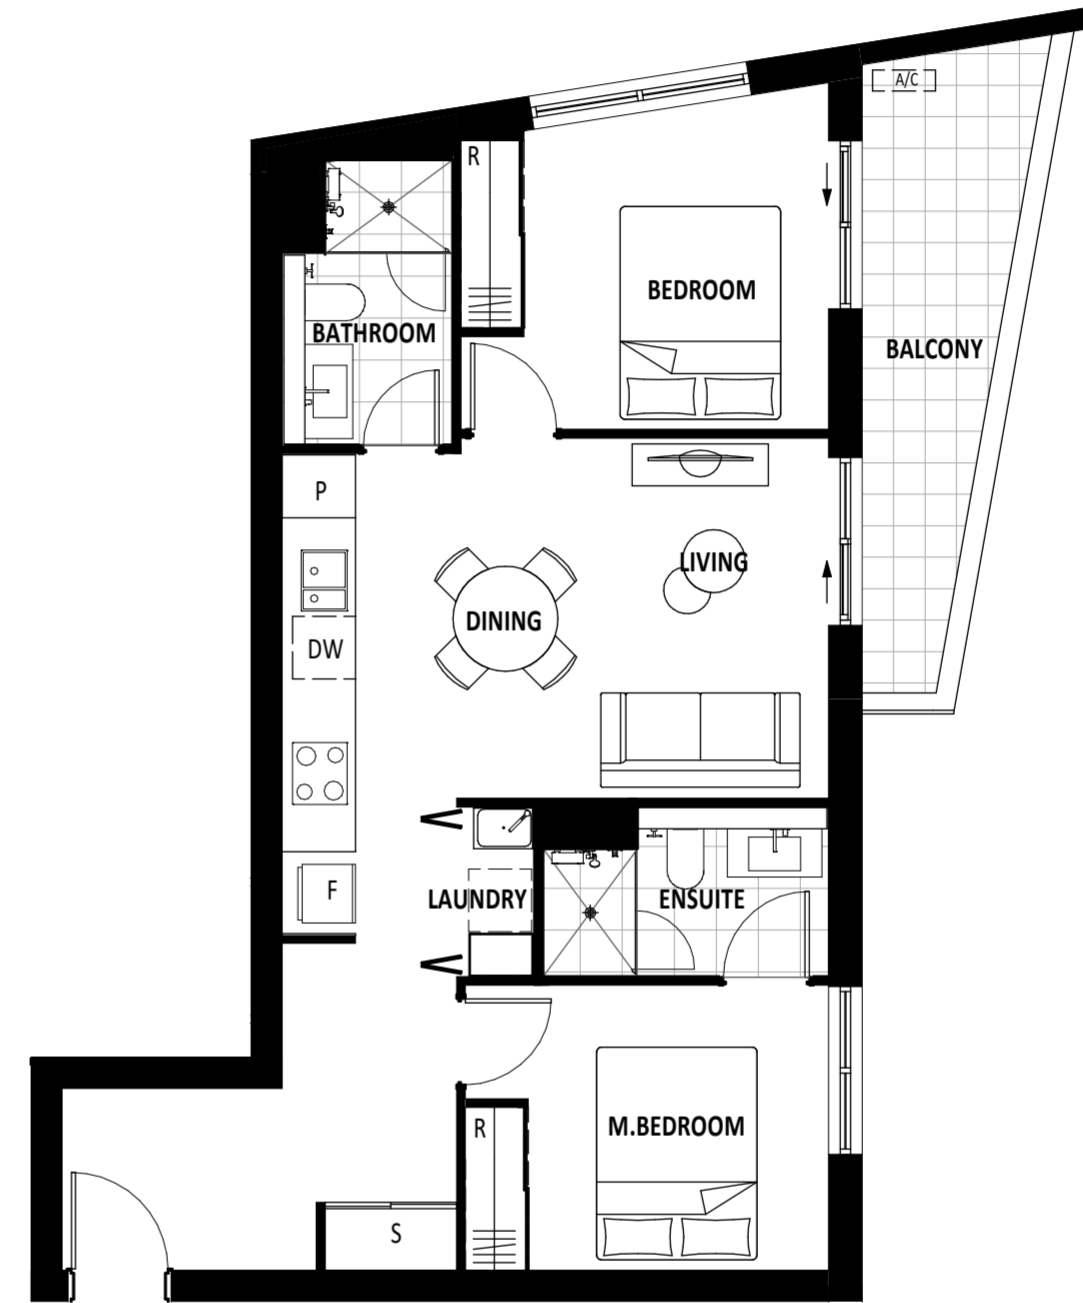 A/C
R
BEDROOM
BATHROOM
BALCONY
P
LIVING
DINING
DW
F
LAUNDRY
ENSUITE
R
M.BEDROOM
S